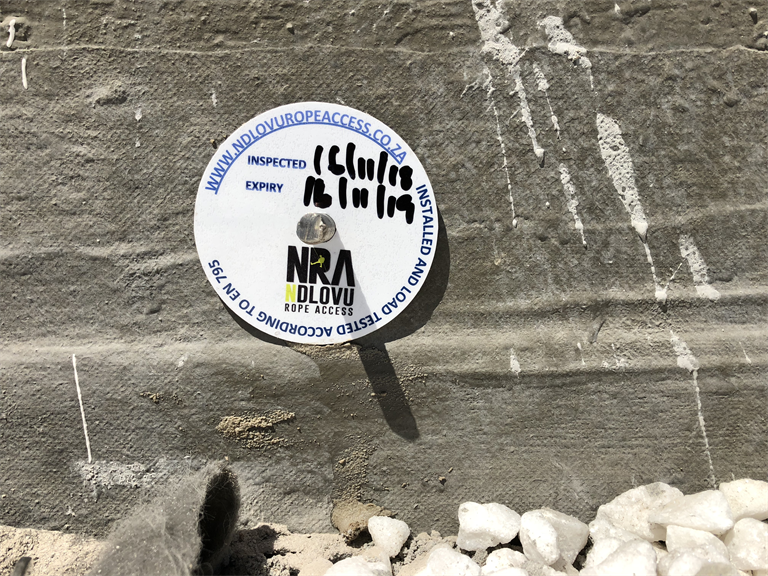 WWW.NDLOVUROPEACCESS.CO.ZA
INSPECTED 16/11/18
EXPIRY 16/11/19
NRA
NDLOVU
ROPE ACCESS
INSTALLED AND LOAD TESTED ACCORDING TO EN 795